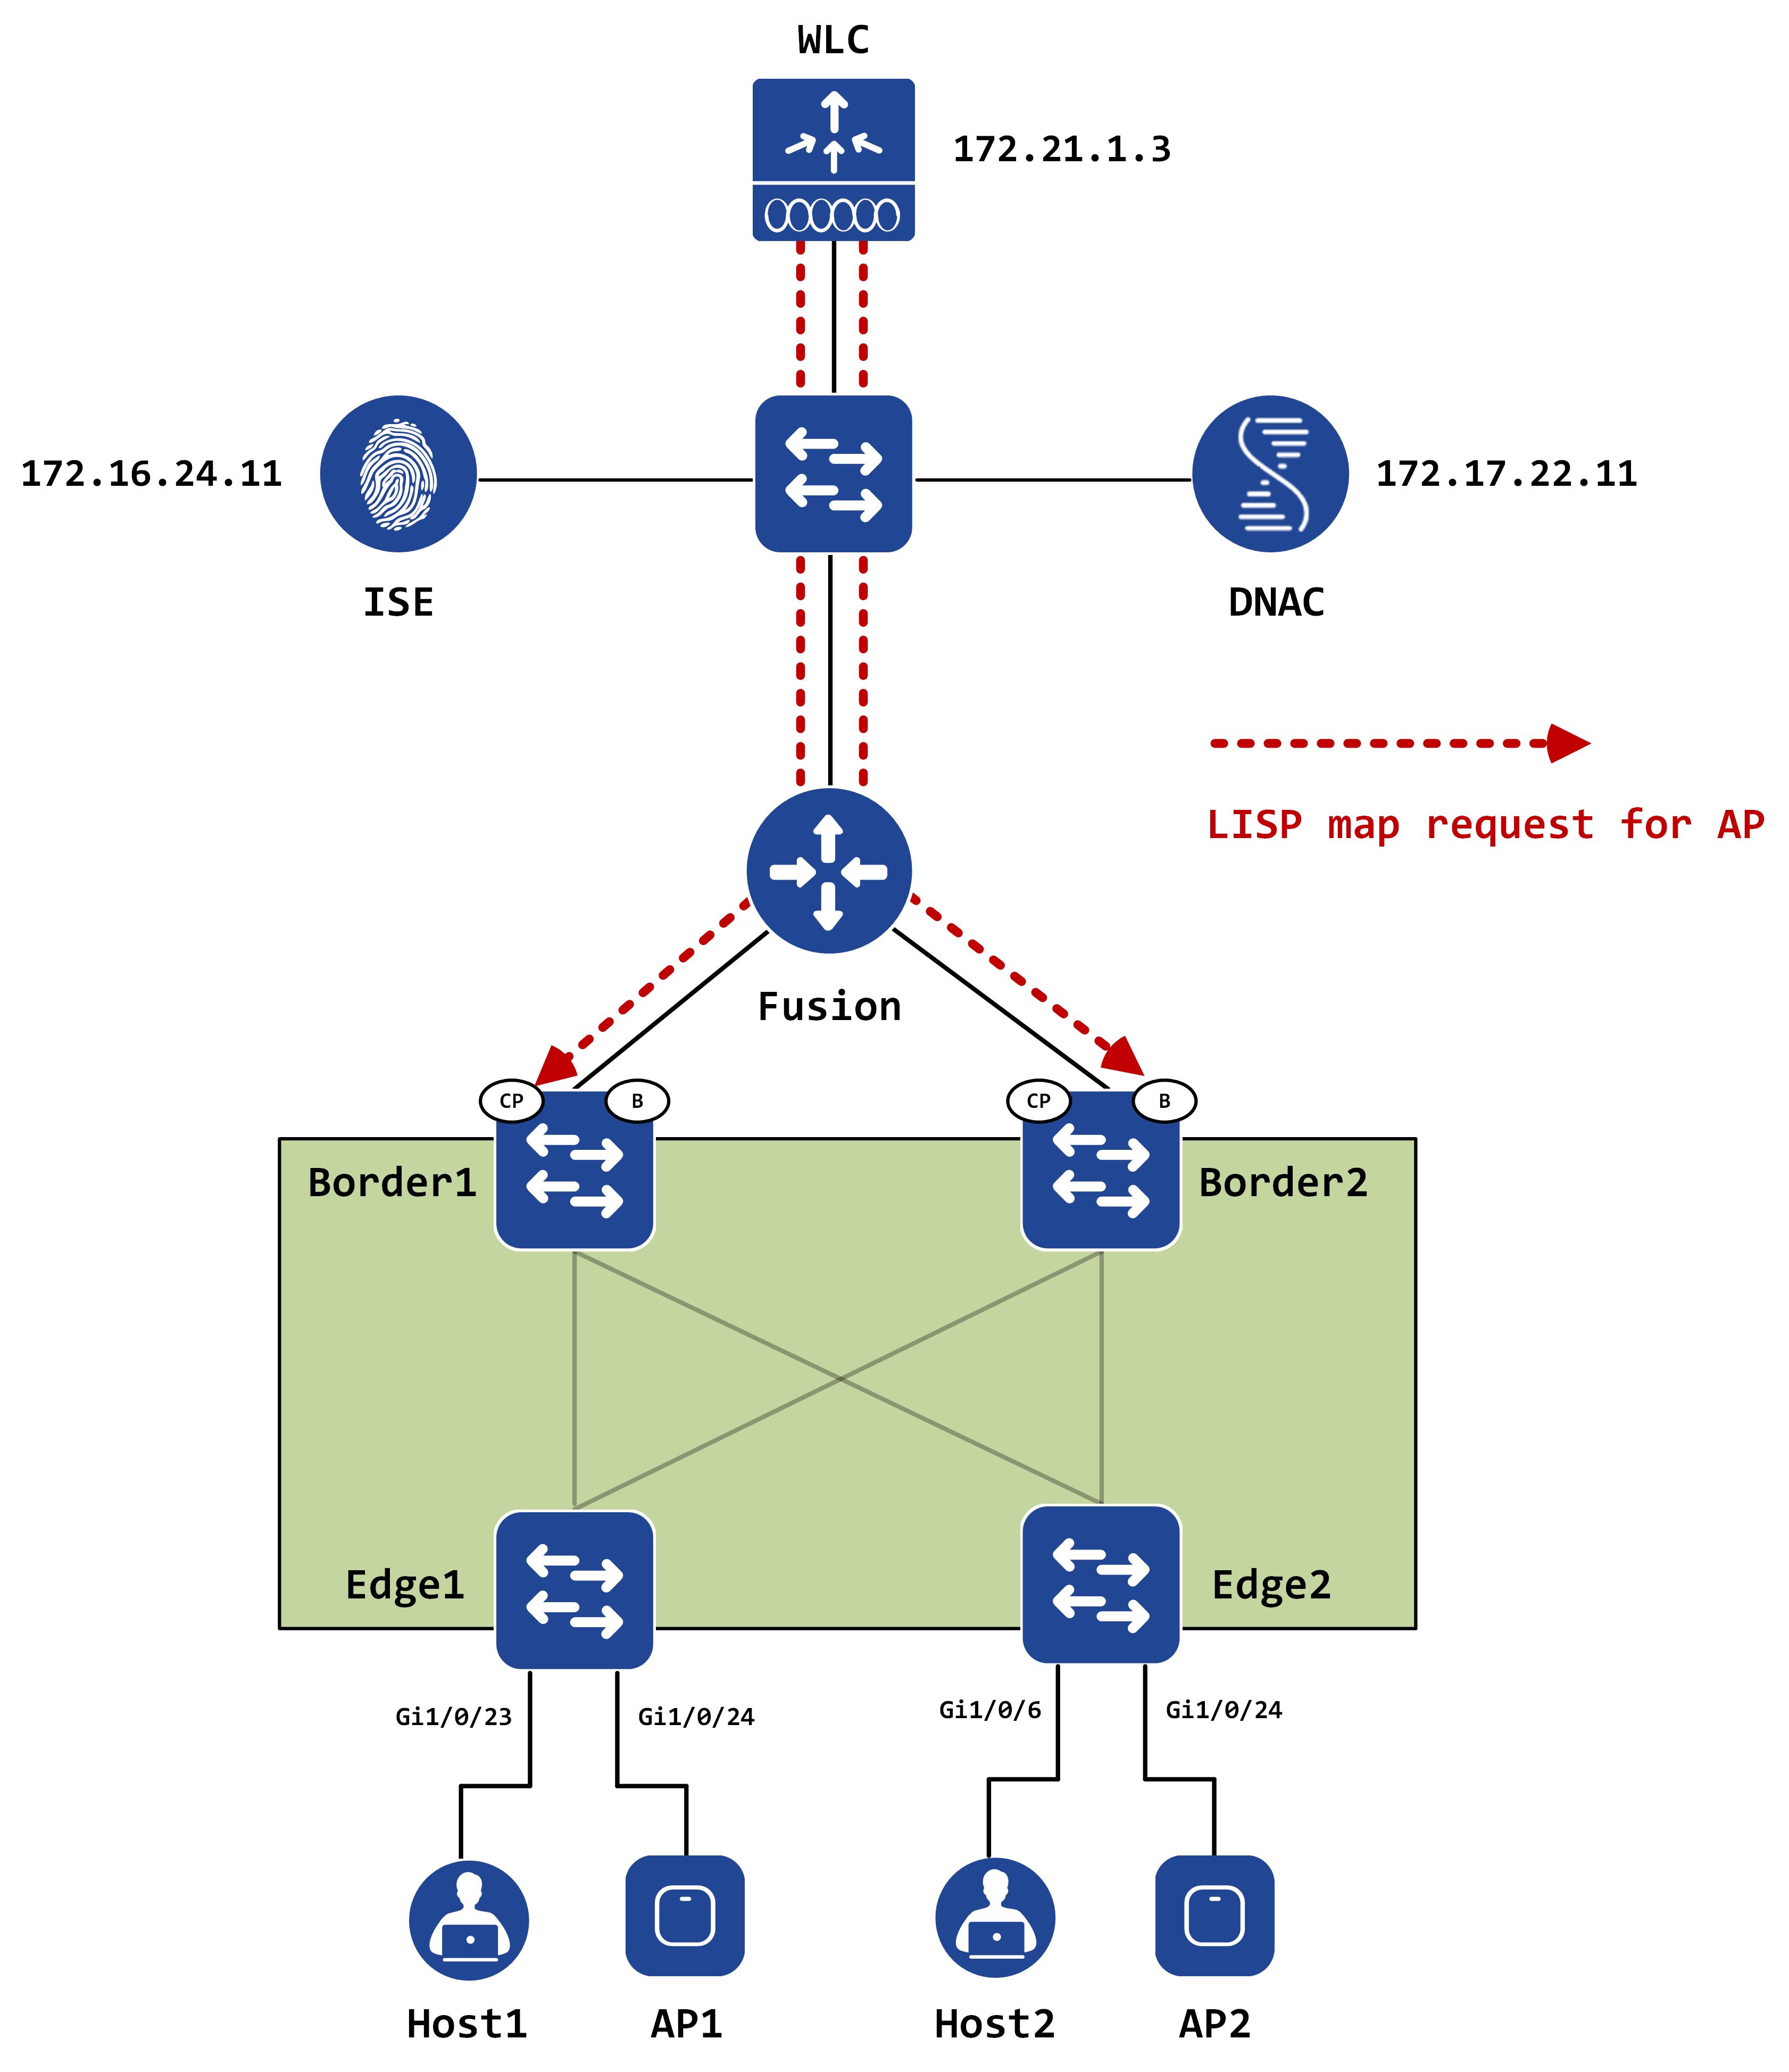 WLC
172.21.1.3
172.16.24.11
172.17.22.11
ISE
DNAC
LISP map request for AP
Fusion
CP
B
CP
B
Border1
Border2
Edge1
Edge2
Gi1/0/23
Gi1/0/24
Gi1/0/6
Gi1/0/24
Host1
AP1
Host2
AP2